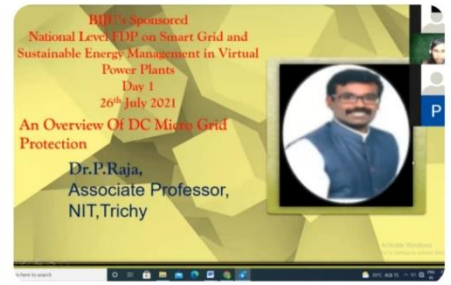 BIJU's Sponsored
National Level FDP on Smart Grid and
Sustainable Energy Management in Virtual
Power Plants
Day 1
26th July 2021
An Overview Of DC Micro Grid
Protection
Dr.P.Raja,
Associate Professor,
NIT,Trichy
P
Activate Windows